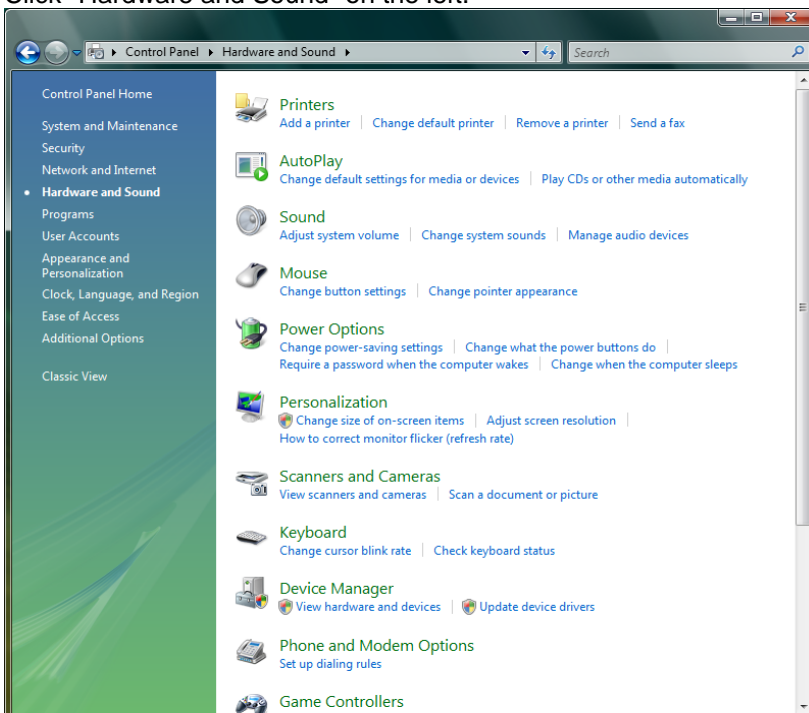 Click "Hardware and Sound" on the left.
Control Panel Hardware and Sound Search
Control Panel Home
System and Maintenance
Security
Network and Internet
Hardware and Sound
Programs
User Accounts
Appearance and
Personalization
Clock, Language, and Region
Ease of Access
Additional Options
Classic View
Printers
Add a printer Change default printer Remove a printer Send a fax
AutoPlay
Change default settings for media or devices Play CDs or other media automatically
Sound
Adjust system volume Change system sounds Manage audio devices
Mouse
Change button settings Change pointer appearance
Power Options
Change power-saving settings Change what the power buttons do
Require a password when the computer wakes Change when the computer sleeps
Personalization
Change size of on-screen items Adjust screen resolution
How to correct monitor flicker (refresh rate)
Scanners and Cameras
View scanners and cameras Scan a document or picture
Keyboard
Change cursor blink rate Check keyboard status
Device Manager
View hardware and devices Update device drivers
Phone and Modem Options
Set up dialing rules
Game Controllers